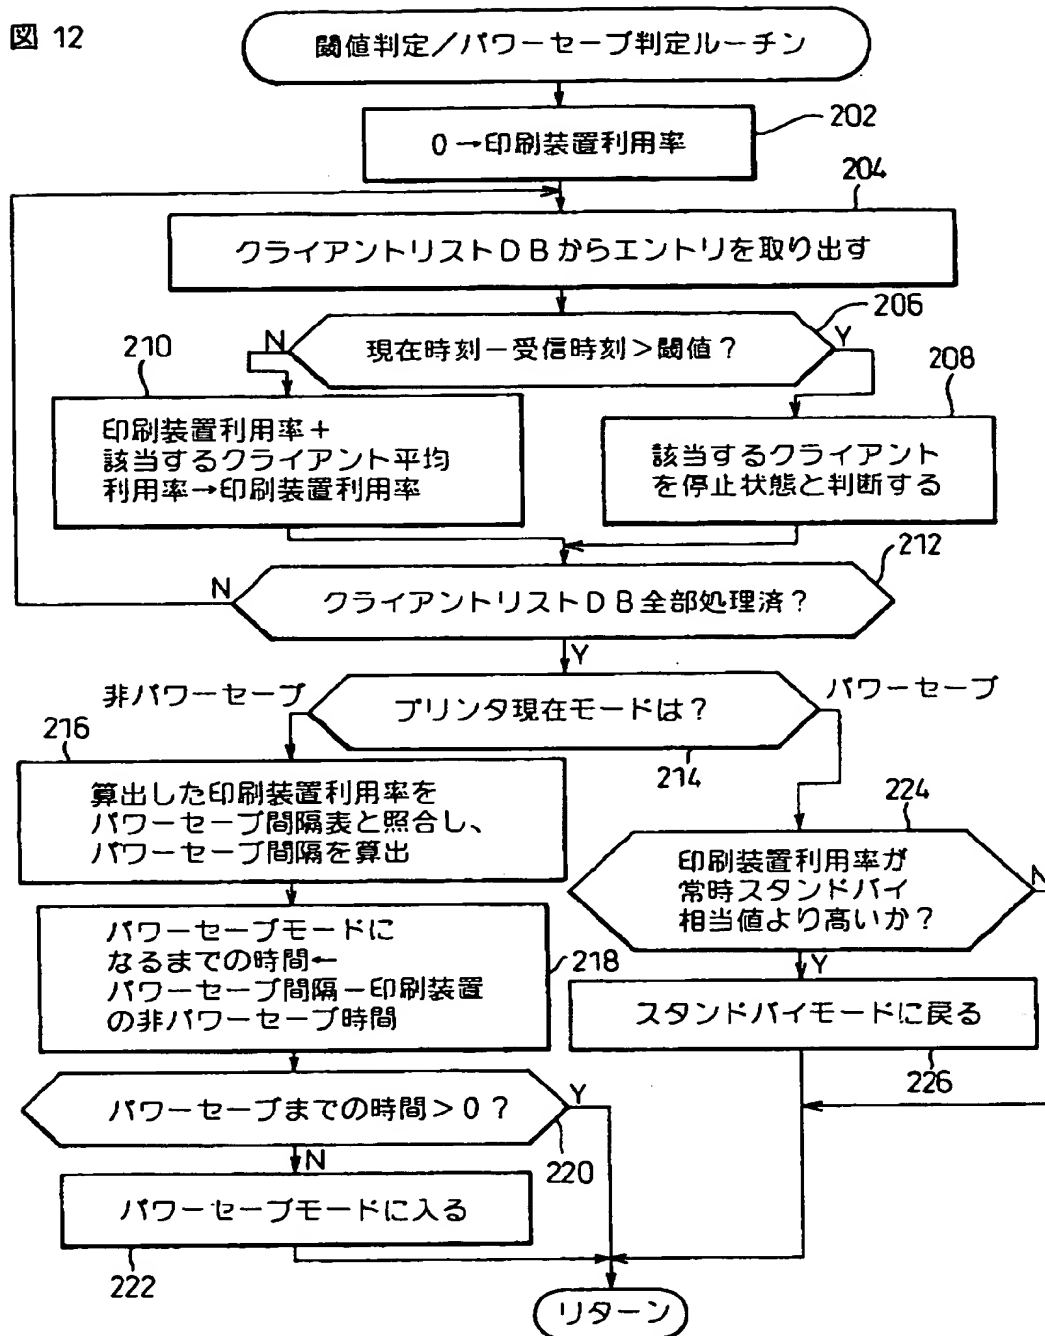 図 12
閾値判定／パワーセーブ判定ルーチン
202
0→印刷装置利用率
204
クライアントリストDBからエントリを取り出す
206
N
現在時刻－受信時刻＞閾値？
Y
210
208
印刷装置利用率＋
該当するクライアント平均
利用率→印刷装置利用率
該当するクライアント
を停止状態と判断する
212
N
クライアントリストDB全部処理済？
Y
非パワーセーブ
プリンタ現在モードは？
パワーセーブ
214
216
算出した印刷装置利用率を
パワーセーブ間隔表と照合し、
パワーセーブ間隔を算出
224
印刷装置利用率が
常時スタンドバイ
相当値より高いか？
N
Y
パワーセーブモードに
なるまでの時間←
パワーセーブ間隔－印刷装置
の非パワーセーブ時間
218
スタンドバイモードに戻る
226
パワーセーブまでの時間＞0？
Y
220
N
パワーセーブモードに入る
222
リターン